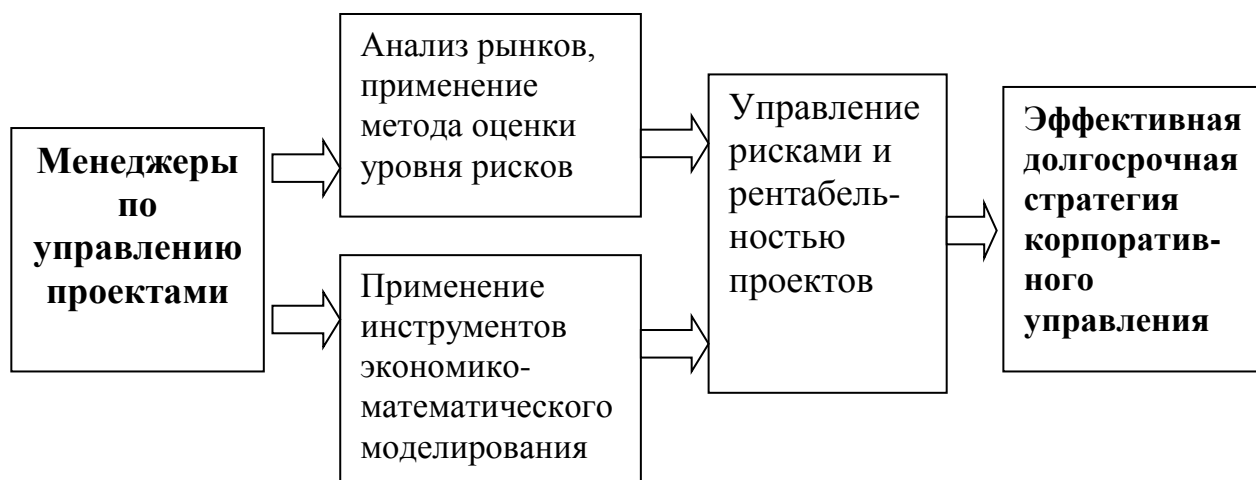 Менеджеры
по
управлению
проектами
Анализ рынков,
применение
метода оценки
уровня рисков
Применение
инструментов
экономико-
математического
моделирования
Управление
рисками и
рентабель-
ностью
проектов
Эффективная
долгосрочная
стратегия
корпоратив-
ного
управления